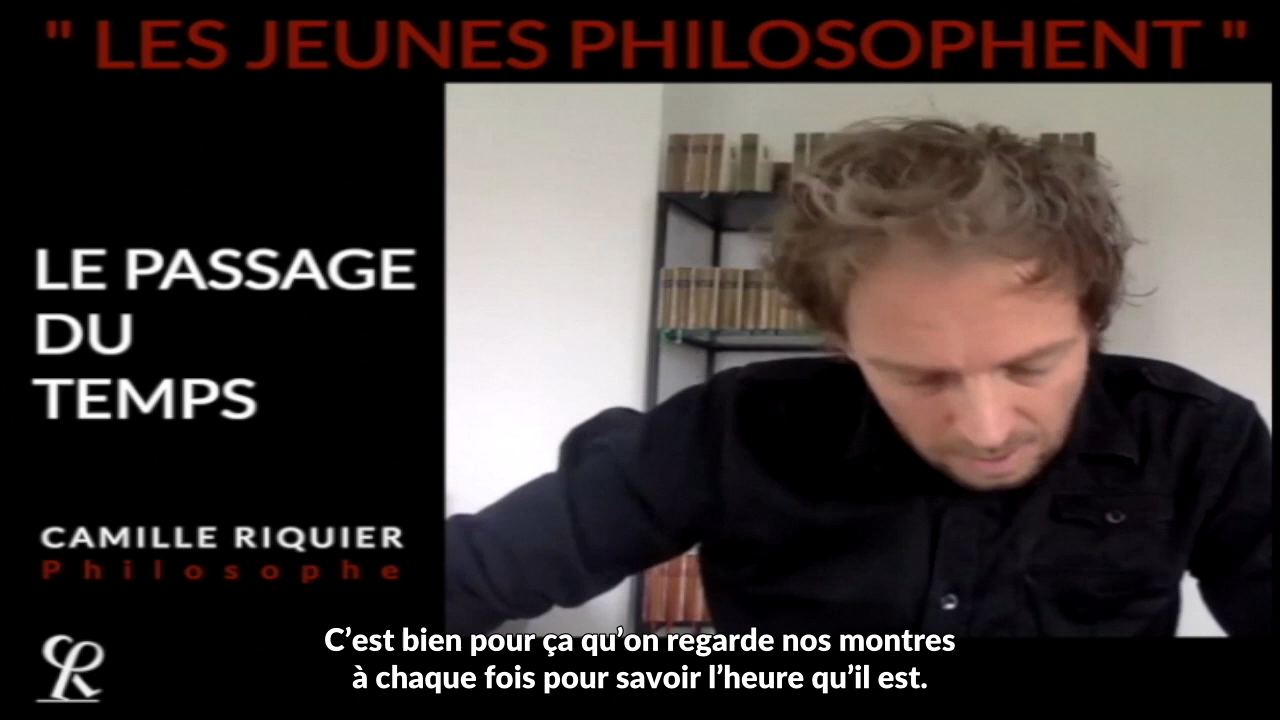 " LES JEUNES PHILOSOPHENT "
LE PASSAGE
DU
TEMPS
CAMILLE RIQUIER
Philosophe
C’est bien pour ça qu’on regarde nos montres
à chaque fois pour savoir l’heure qu’il est.